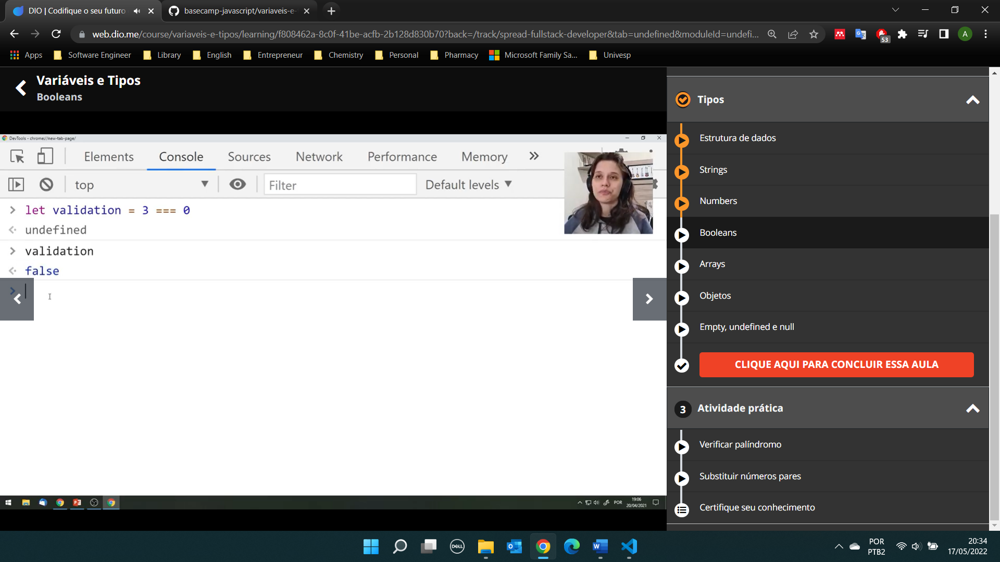 DIO | Codifique o seu futuro
basecamp-javascript/variaveis-e-
web.dio.me/course/variaveis-e-tipos/learning/f808462a-8c0f-41be-acfb-2b128d830b70?back=/track/spread-fullstack-developer&tab=undefined&moduleId=undefi...
53
A
Apps
Software Engineer
Library
English
Entrepreneur
Chemistry
Personal
Pharmacy
Microsoft Family Sa...
Univesp
Variáveis e Tipos
Booleans
DevTools - chrome://new-tab-page/
Elements
Console
Sources
Network
Performance
Memory
top
Filter
Default levels
let validation = 3 === 0
undefined
validation
false
POR
19:06
20/04/2021
Tipos
Estrutura de dados
Strings
Numbers
Booleans
Arrays
Objetos
Empty, undefined e null
CLIQUE AQUI PARA CONCLUIR ESSA AULA
3
Atividade prática
Verificar palíndromo
Substituir números pares
Certifique seu conhecimento
DELL
POR
PTB2
20:34
17/05/2022